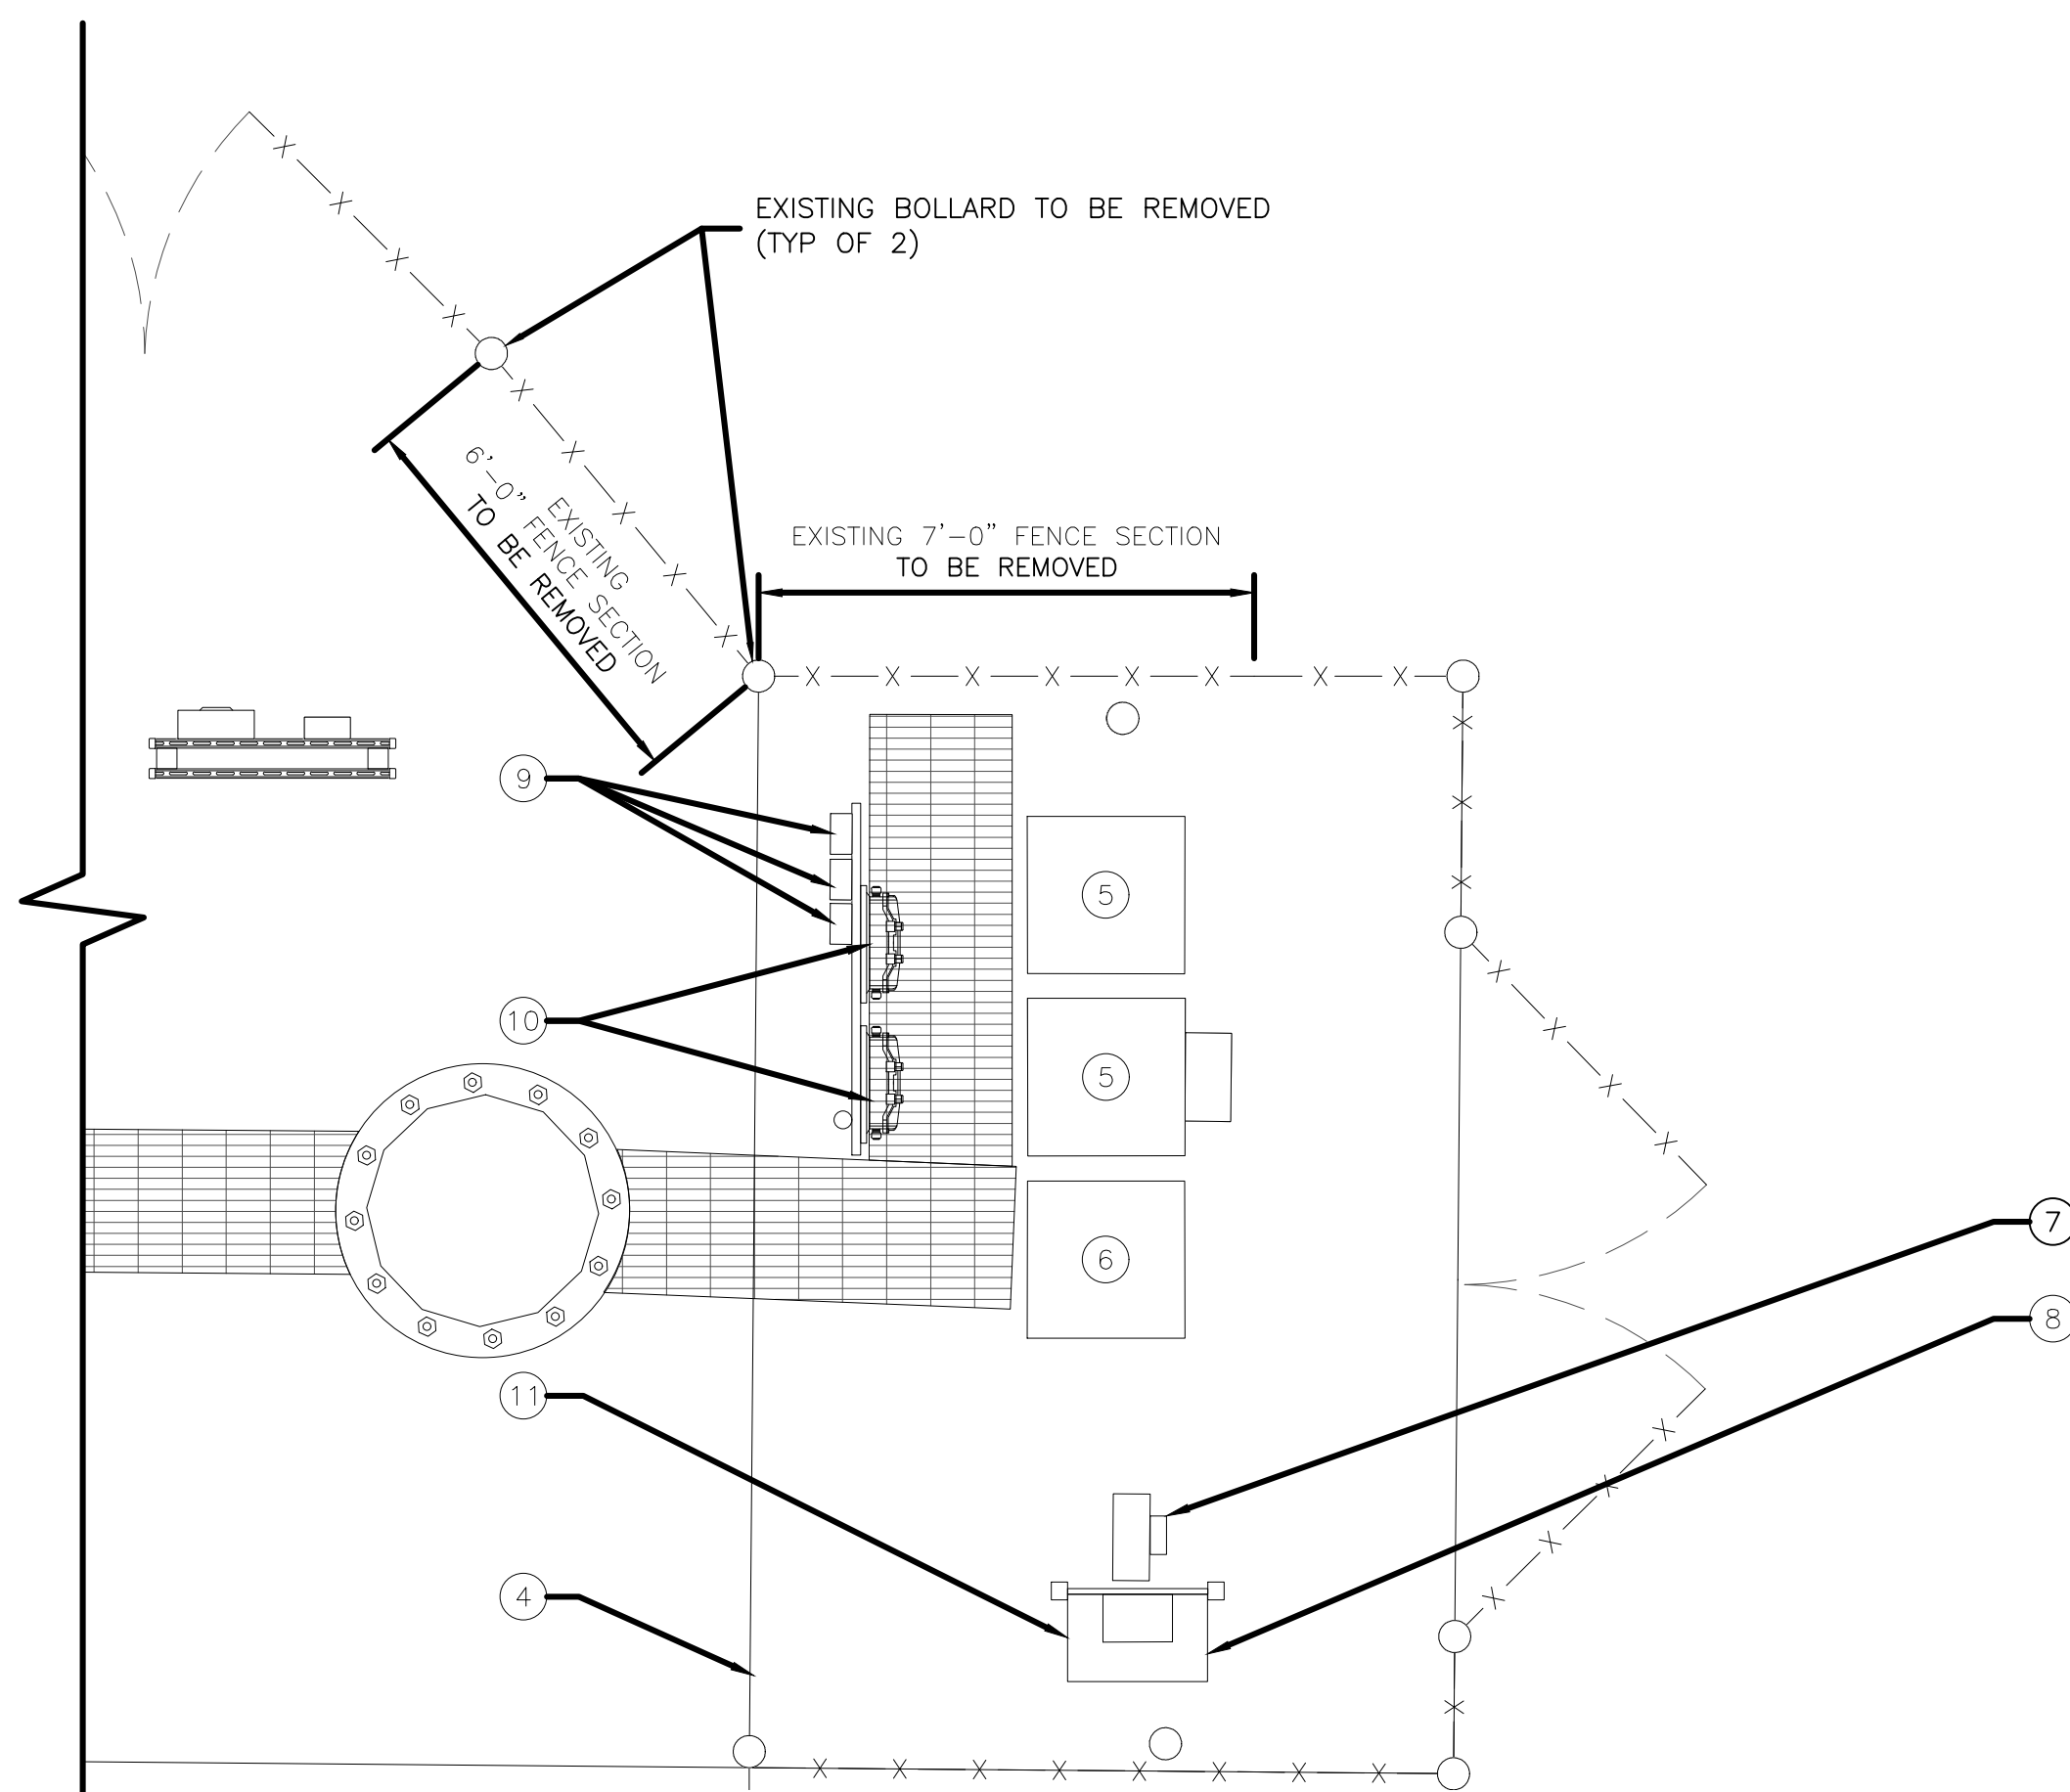 EXISTING BOLLARD TO BE REMOVED
(TYP OF 2)
EXISTING
6'-0" FENCE SECTION
TO BE REMOVED
EXISTING 7'-0" FENCE SECTION
TO BE REMOVED
9
5
10
5
7
6
8
11
4